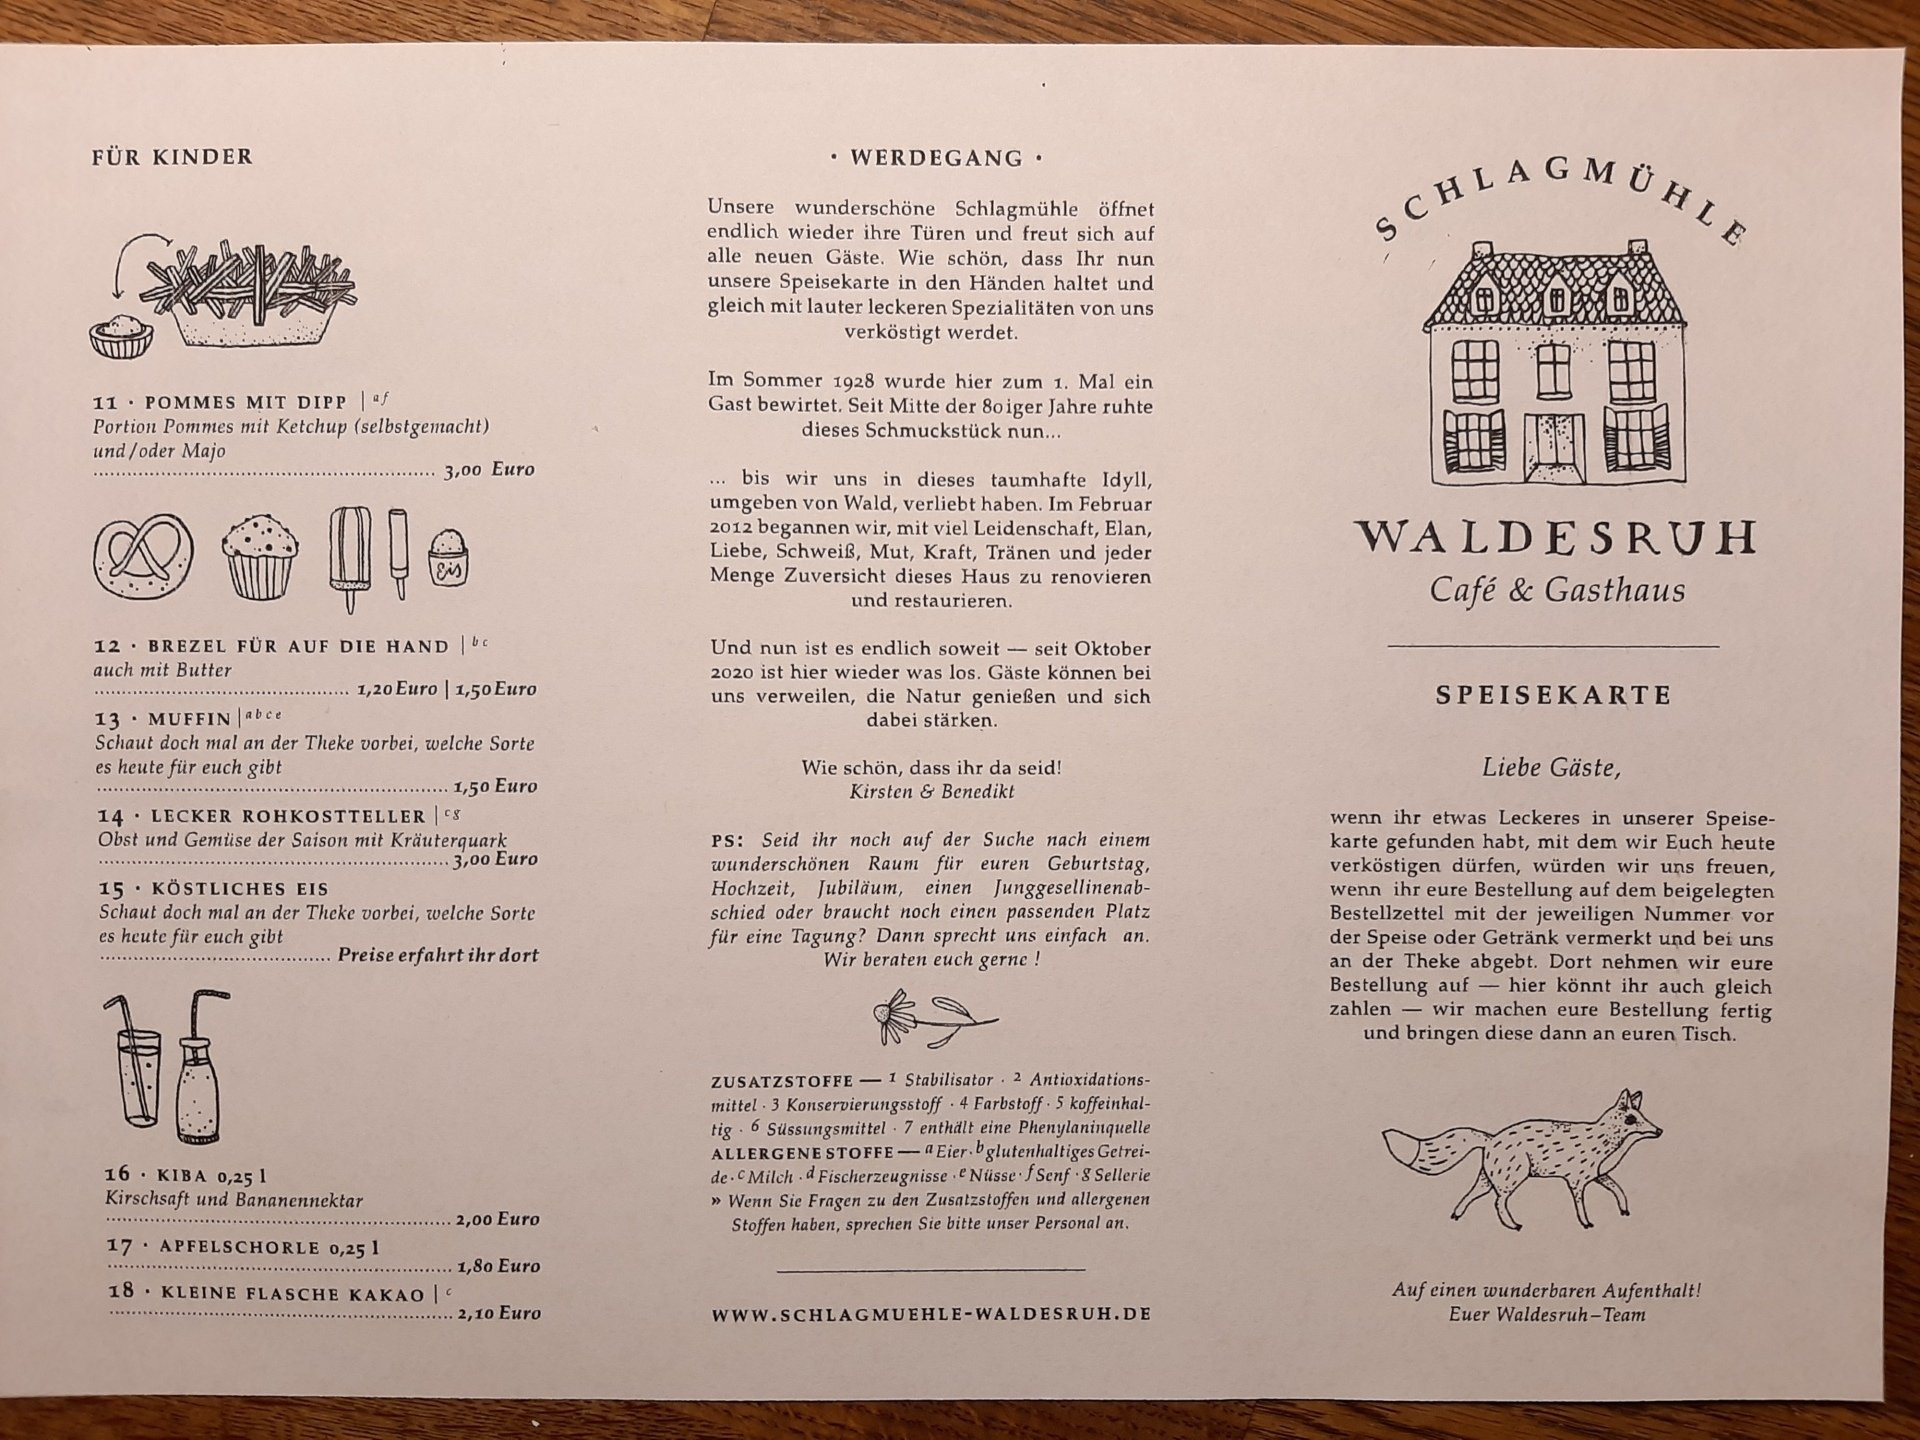 FÜR KINDER
11 · POMMES MIT DIPP | a f
Portion Pommes mit Ketchup (selbstgemacht)
und/oder Majo
3,00 Euro
Eis
12 · BREZEL FÜR AUF DIE HAND | b c
auch mit Butter
1,20 Euro | 1,50 Euro
13 · MUFFIN | a b c e
Schaut doch mal an der Theke vorbei, welche Sorte
es heute für euch gibt
1,50 Euro
14 · LECKER ROHKOSTTELLER | c g
Obst und Gemüse der Saison mit Kräuterquark
3,00 Euro
15 · KÖSTLICHES EIS
Schaut doch mal an der Theke vorbei, welche Sorte
es heute für euch gibt
Preise erfahrt ihr dort
16 · KIBA 0,25 l
Kirschsaft und Bananennektar
2,00 Euro
17 · APFELSCHORLE 0,25 l
1,80 Euro
18 · KLEINE FLASCHE KAKAO | c
2,10 Euro
· WERDEGANG ·
Unsere wunderschöne Schlagmühle öffnet
endlich wieder ihre Türen und freut sich auf
alle neuen Gäste. Wie schön, dass Ihr nun
unsere Speisekarte in den Händen haltet und
gleich mit lauter leckeren Spezialitäten von uns
verköstigt werdet.
Im Sommer 1928 wurde hier zum 1. Mal ein
Gast bewirtet. Seit Mitte der 80iger Jahre ruhte
dieses Schmuckstück nun...
... bis wir uns in dieses taumhafte Idyll,
umgeben von Wald, verliebt haben. Im Februar
2012 begannen wir, mit viel Leidenschaft, Elan,
Liebe, Schweiß, Mut, Kraft, Tränen und jeder
Menge Zuversicht dieses Haus zu renovieren
und restaurieren.
Und nun ist es endlich soweit — seit Oktober
2020 ist hier wieder was los. Gäste können bei
uns verweilen, die Natur genießen und sich
dabei stärken.
Wie schön, dass ihr da seid!
Kirsten & Benedikt
PS: Seid ihr noch auf der Suche nach einem
wunderschönen Raum für euren Geburtstag,
Hochzeit, Jubiläum, einen Junggesellinenab-
schied oder braucht noch einen passenden Platz
für eine Tagung? Dann sprecht uns einfach an.
Wir beraten euch gerne !
ZUSATZSTOFFE — 1 Stabilisator · 2 Antioxidations-
mittel · 3 Konservierungsstoff · 4 Farbstoff · 5 koffeinhal-
tig · 6 Süssungsmittel · 7 enthält eine Phenylaninquelle
ALLERGENE STOFFE — a Eier · b glutenhaltiges Getrei-
de · c Milch · d Fischerzeugnisse · e Nüsse · f Senf · g Sellerie
» Wenn Sie Fragen zu den Zusatzstoffen und allergenen
Stoffen haben, sprechen Sie bitte unser Personal an.
WWW.SCHLAGMUEHLE-WALDESRUH.DE
SCHLAGMÜHLE
WALDESRUH
Café & Gasthaus
SPEISEKARTE
Liebe Gäste,
wenn ihr etwas Leckeres in unserer Speise-
karte gefunden habt, mit dem wir Euch heute
verköstigen dürfen, würden wir uns freuen,
wenn ihr eure Bestellung auf dem beigelegten
Bestellzettel mit der jeweiligen Nummer vor
der Speise oder Getränk vermerkt und bei uns
an der Theke abgebt. Dort nehmen wir eure
Bestellung auf — hier könnt ihr auch gleich
zahlen — wir machen eure Bestellung fertig
und bringen diese dann an euren Tisch.
Auf einen wunderbaren Aufenthalt!
Euer Waldesruh-Team